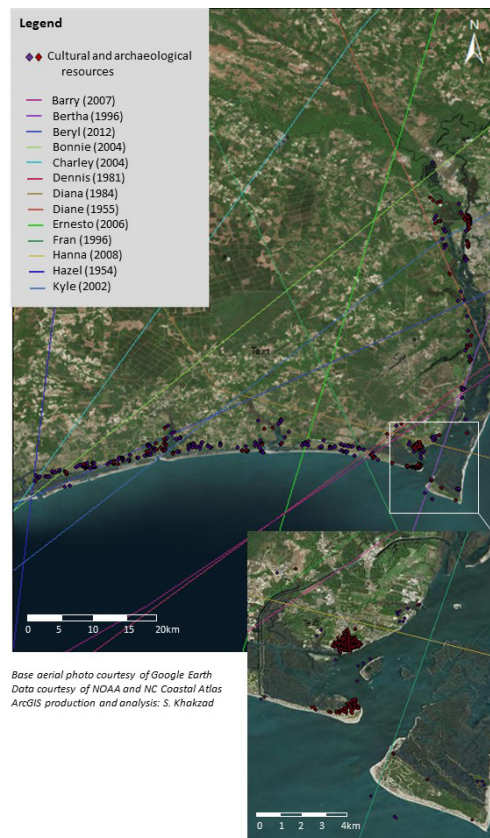 Legend
Cultural and archaeological
resources
Barry (2007)
Bertha (1996)
Beryl (2012)
Bonnie (2004)
Charley (2004)
Dennis (1981)
Diana (1984)
Diane (1955)
Ernesto (2006)
Fran (1996)
Hanna (2008)
Hazel (1954)
Kyle (2002)
N
Text
0 5 10 15 20km
Text
0 1 2 3 4km
Base aerial photo courtesy of Google Earth
Data courtesy of NOAA and NC Coastal Atlas
ArcGIS production and analysis: S. Khakzad